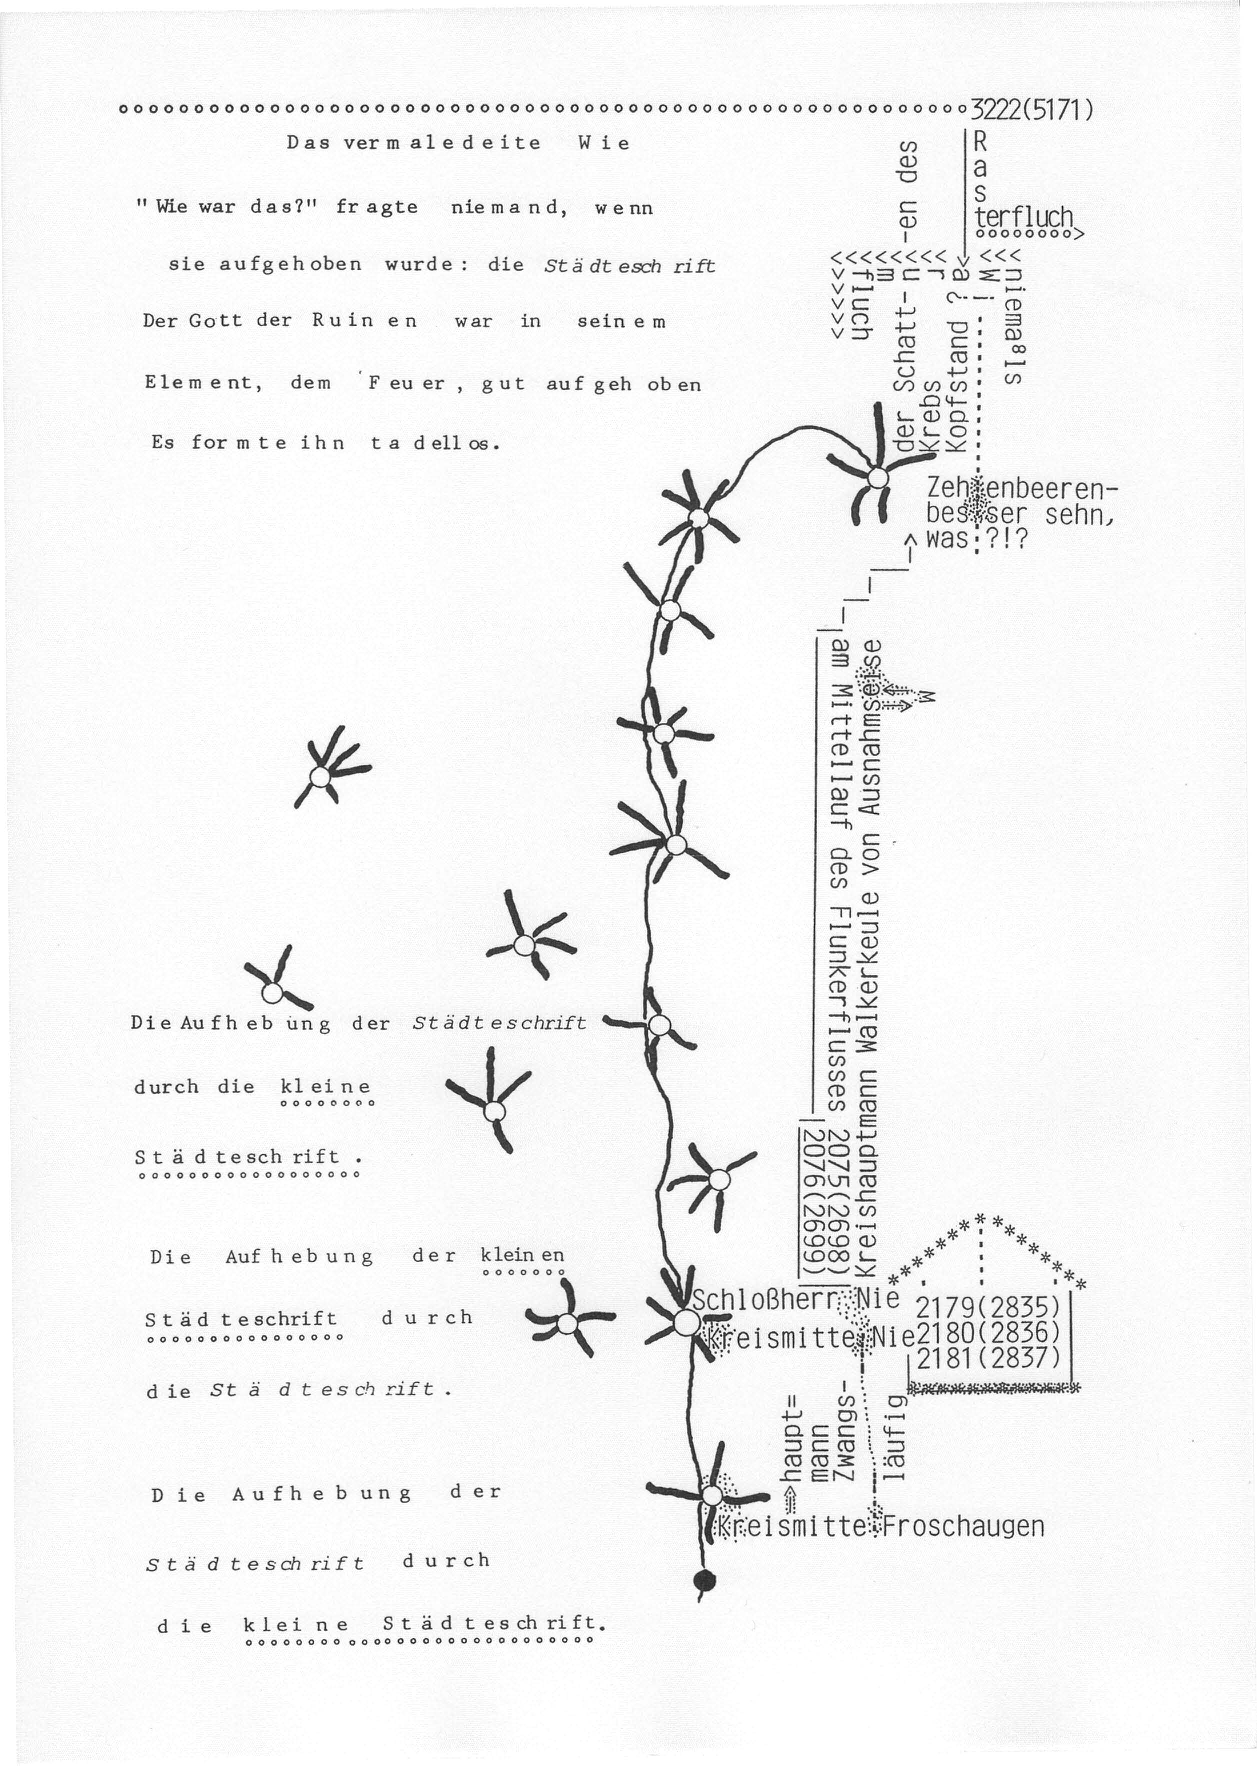 3222(5171)
Das vermaledeite Wie
"Wie war das?" fragte niemand, wenn
sie aufgehoben wurde: die Städteschrift
Der Gott der Ruinen war in seinem
Element, dem Feuer, gut aufgehoben
Es formte ihn tadellos.
R
a
s
terfluch
ooooooooo>
<<<<<<<<
niema8ls
W i
a ?
Kopfstand
r
Krebs
der Schatt- -en des
n
m
fluch
Zehenbeeren-
besser sehn,
was ?!?
am Mittellauf des Flunkerflusses
Kreishauptmann Walkerkeule von Ausnahmseise
W
2075(2698)
2076(2699)
Die Aufhebung der Städteschrift
durch die kleine
Städteschrift.
Die Aufhebung der kleinen
Städteschrift durch
die Städteschrift.
Schloßherr Nie
Kreismitte Nie
2179(2835)
2180(2836)
2181(2837)
haupt=
mann
Zwangs-
läufig
Kreismitte Froschaugen
Die Aufhebung der
Städteschrift durch
die kleine Städteschrift.